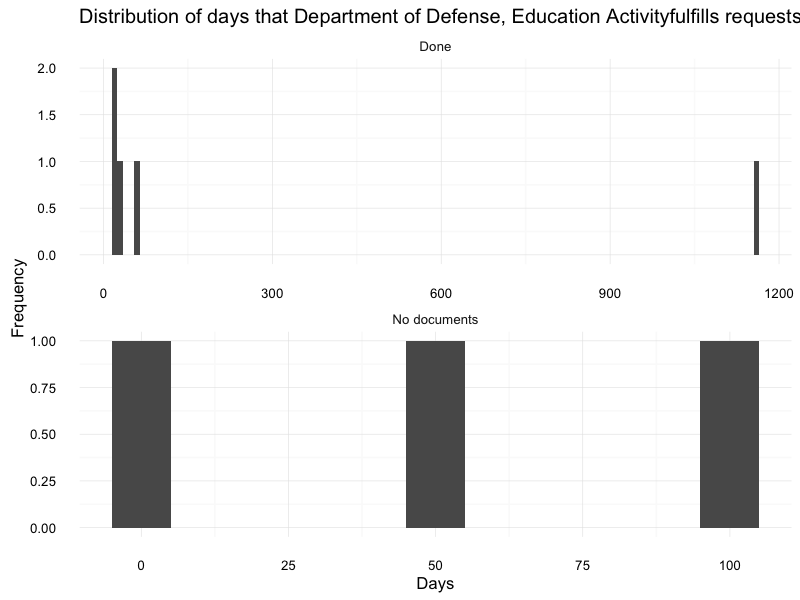 Distribution of days that Department of Defense, Education Activityfulfills requests
Done
2.0
1.5
1.0
0.5
0.0
0 300 600 900 1200
Frequency
No documents
1.00
0.75
0.50
0.25
0.00
0 25 50 75 100
Days